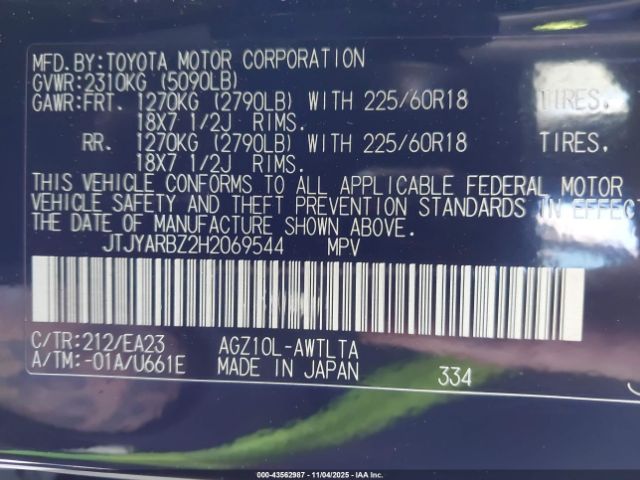 MFD.BY:TOYOTA MOTOR CORPORATION
GVWR:2310KG (5090LB)
GAWR:FRT. 1270KG (2790LB) WITH 225/60R18 TIRES,
18X7 1/2J RIMS.
RR. 1270KG (2790LB) WITH 225/60R18 TIRES,
18X7 1/2J RIMS.
THIS VEHICLE CONFORMS TO ALL APPLICABLE FEDERAL MOTOR
VEHICLE SAFETY AND THEFT PREVENTION STANDARDS IN EFFECT
THE DATE OF MANUFACTURE SHOWN ABOVE.
JTJYARBZ2H2069544 MPV
C/TR:212/EA23 AGZ10L-AWTLTA
A/TM:-01A/U661E MADE IN JAPAN 334
000-43562987 - 11/04/2025 - IAA Inc.